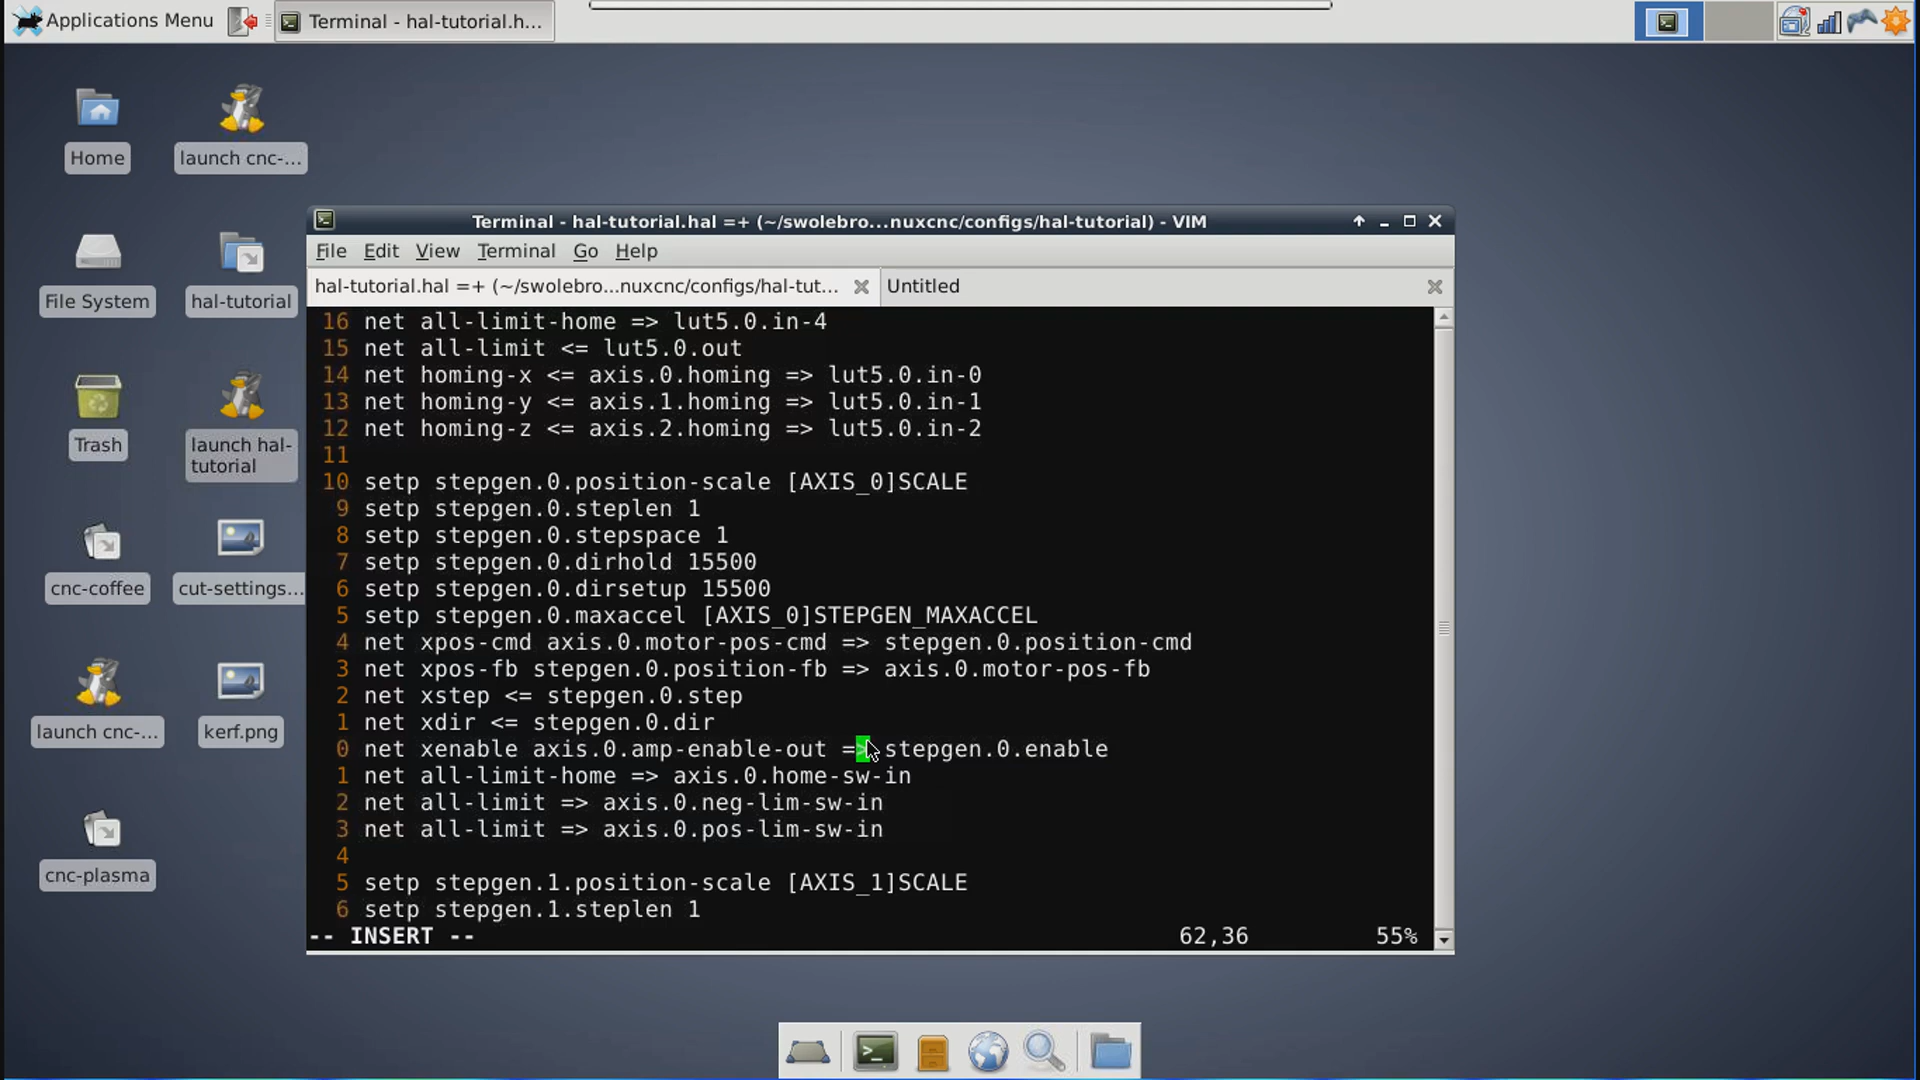 Applications Menu
Terminal - hal-tutorial.h...
Home
launch cnc-...
File System
hal-tutorial
Trash
launch hal-
tutorial
cnc-coffee
cut-settings...
launch cnc-...
kerf.png
cnc-plasma
Terminal - hal-tutorial.hal =+ (~/swolebro...nuxcnc/configs/hal-tutorial) - VIM
File Edit View Terminal Go Help
hal-tutorial.hal =+ (~/swolebro...nuxcnc/configs/hal-tut...
Untitled
16 net all-limit-home => lut5.0.in-4
15 net all-limit <= lut5.0.out
14 net homing-x <= axis.0.homing => lut5.0.in-0
13 net homing-y <= axis.1.homing => lut5.0.in-1
12 net homing-z <= axis.2.homing => lut5.0.in-2
11
10 setp stepgen.0.position-scale [AXIS_0]SCALE
9 setp stepgen.0.steplen 1
8 setp stepgen.0.stepspace 1
7 setp stepgen.0.dirhold 15500
6 setp stepgen.0.dirsetup 15500
5 setp stepgen.0.maxaccel [AXIS_0]STEPGEN_MAXACCEL
4 net xpos-cmd axis.0.motor-pos-cmd => stepgen.0.position-cmd
3 net xpos-fb stepgen.0.position-fb => axis.0.motor-pos-fb
2 net xstep <= stepgen.0.step
1 net xdir <= stepgen.0.dir
0 net xenable axis.0.amp-enable-out => stepgen.0.enable
1 net all-limit-home => axis.0.home-sw-in
2 net all-limit => axis.0.neg-lim-sw-in
3 net all-limit => axis.0.pos-lim-sw-in
4
5 setp stepgen.1.position-scale [AXIS_1]SCALE
6 setp stepgen.1.steplen 1
-- INSERT -- 62,36 55%